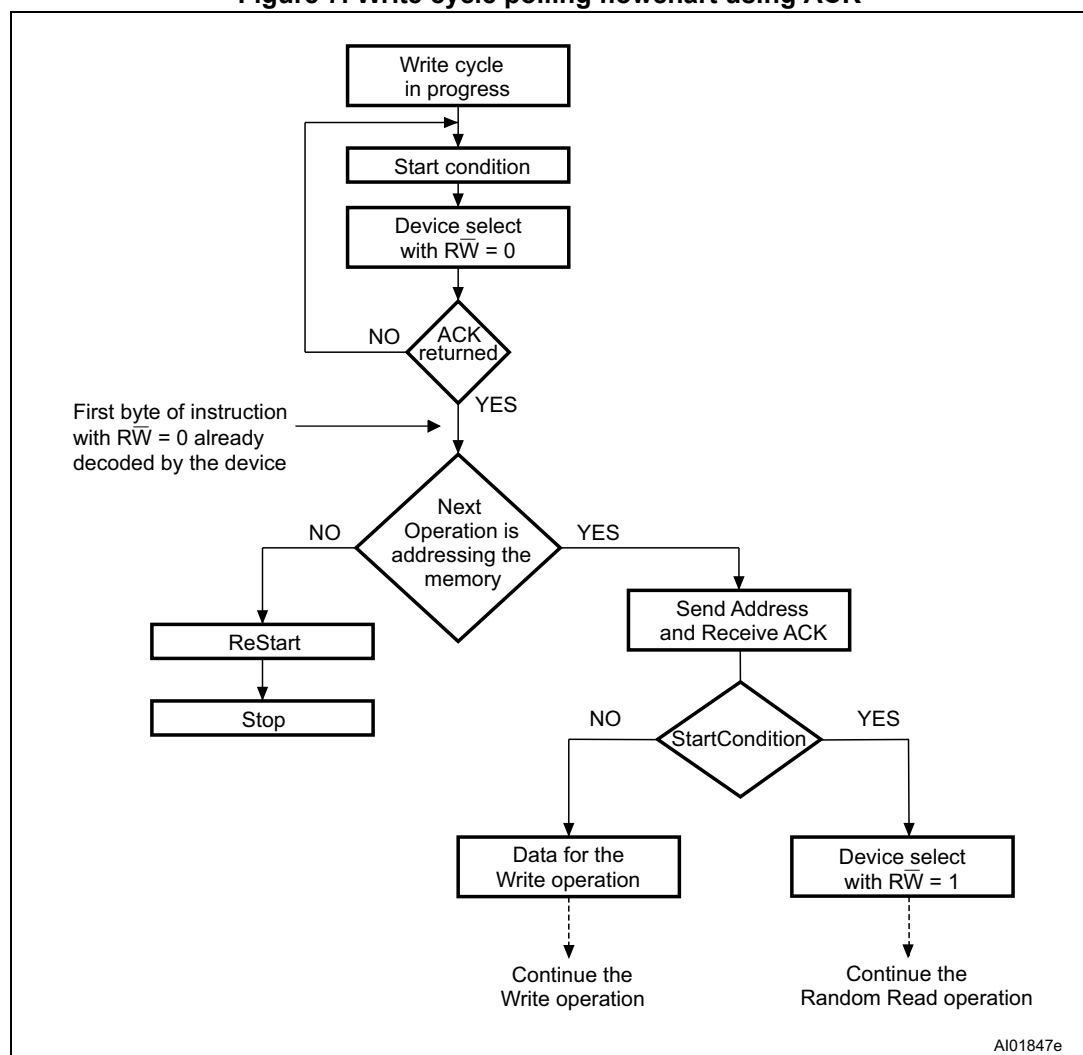 Figure 7. Write cycle polling flowchart using ACK
Write cycle
in progress
Start condition
Device select
with RW̅ = 0
NO
ACK
returned
YES
First byte of instruction
with RW̅ = 0 already
decoded by the device
Next
Operation is
addressing the
memory
NO
YES
Send Address
and Receive ACK
ReStart
Stop
NO
YES
StartCondition
Data for the
Write operation
Device select
with RW̅ = 1
Continue the
Write operation
Continue the
Random Read operation
AI01847e